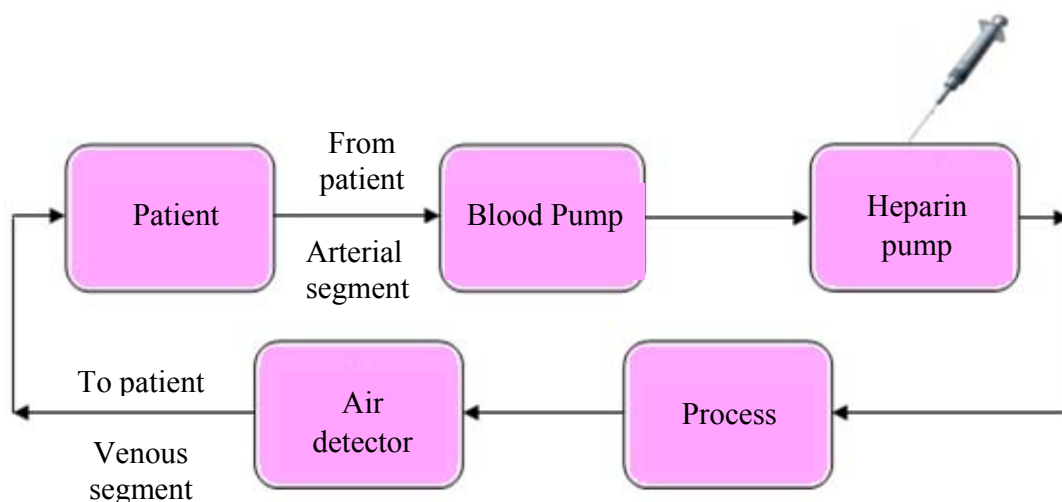 From
patient
Patient
Blood Pump
Heparin
pump
Arterial
segment
To patient
Air
detector
Process
Venous
segment